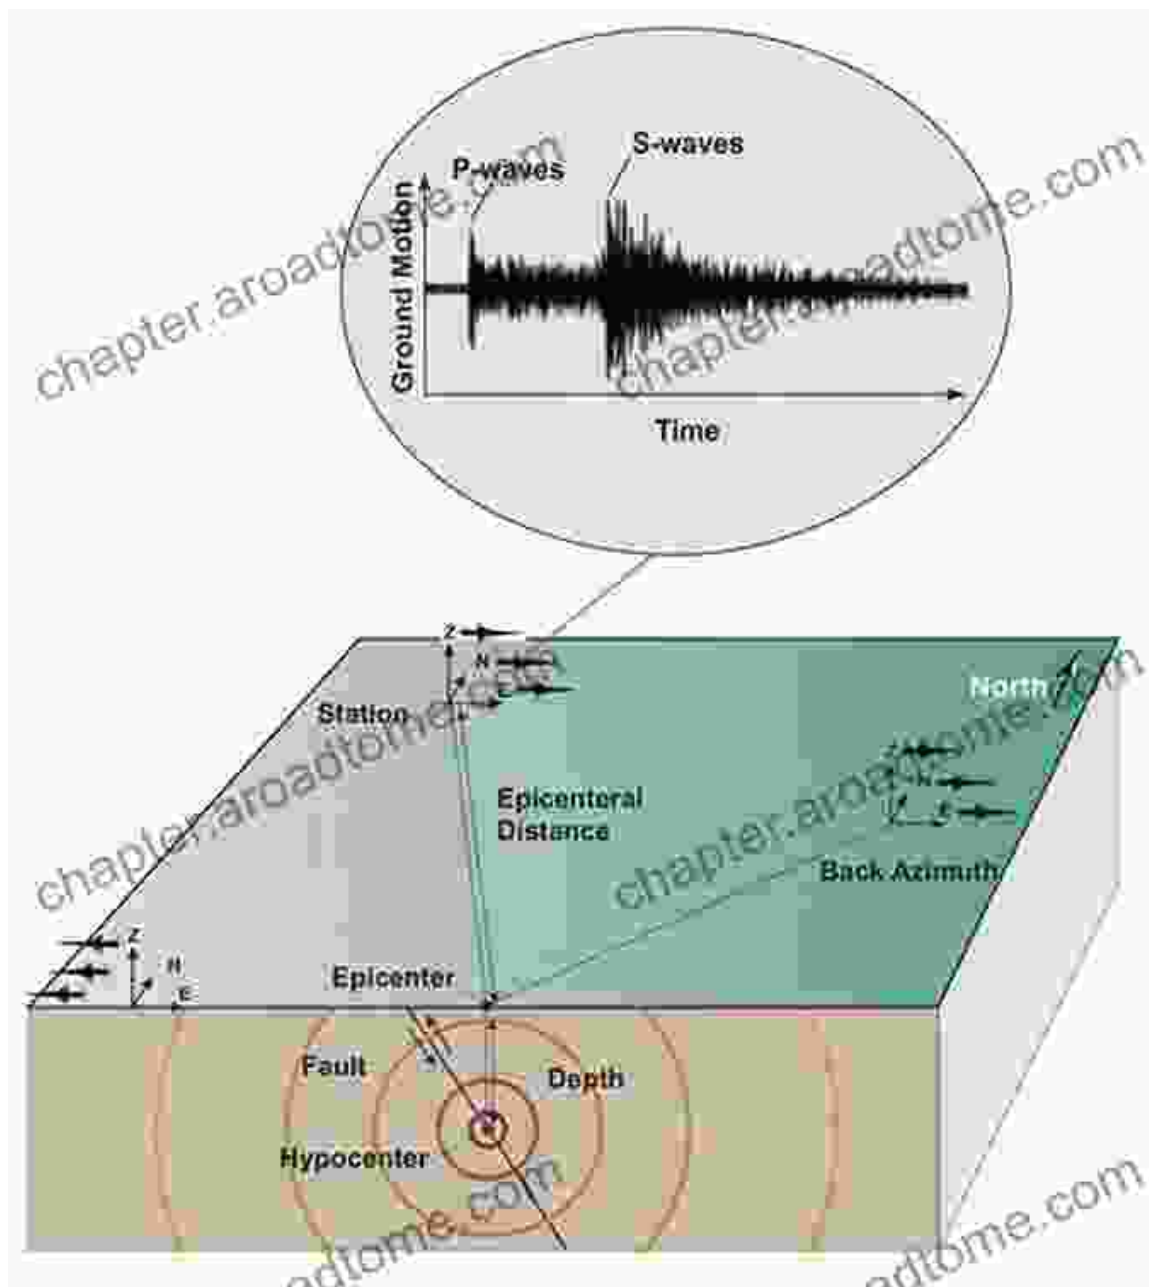 S-waves
P-waves
Ground Motion
Time
Z
N
Station
North
Epicenteral
Distance
E
Back Azimuth
Z
N
E
Epicenter
Fault
Depth
Hypocenter
chapter.aroadtome.com
chapter.aroadtome.com
chapter.aroadtome.com
chapter.aroadtome.com
adtome.com
oadtome.com